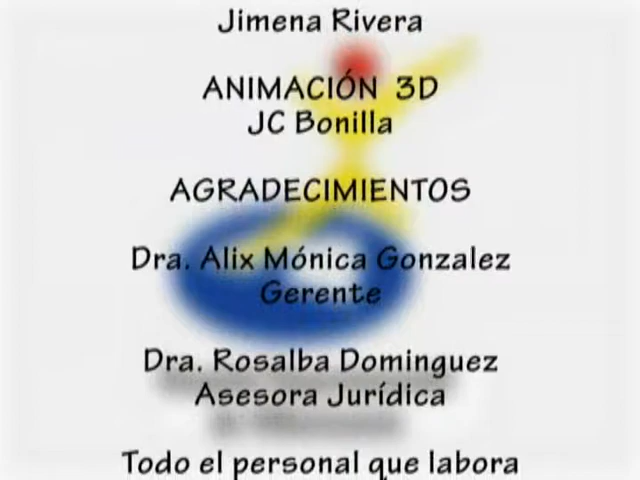 Jimena Rivera
ANIMACIÓN 3D
JC Bonilla
AGRADECIMIENTOS
Dra. Alix Mónica Gonzalez
Gerente
Dra. Rosalba Dominguez
Asesora Jurídica
Todo el personal que labora